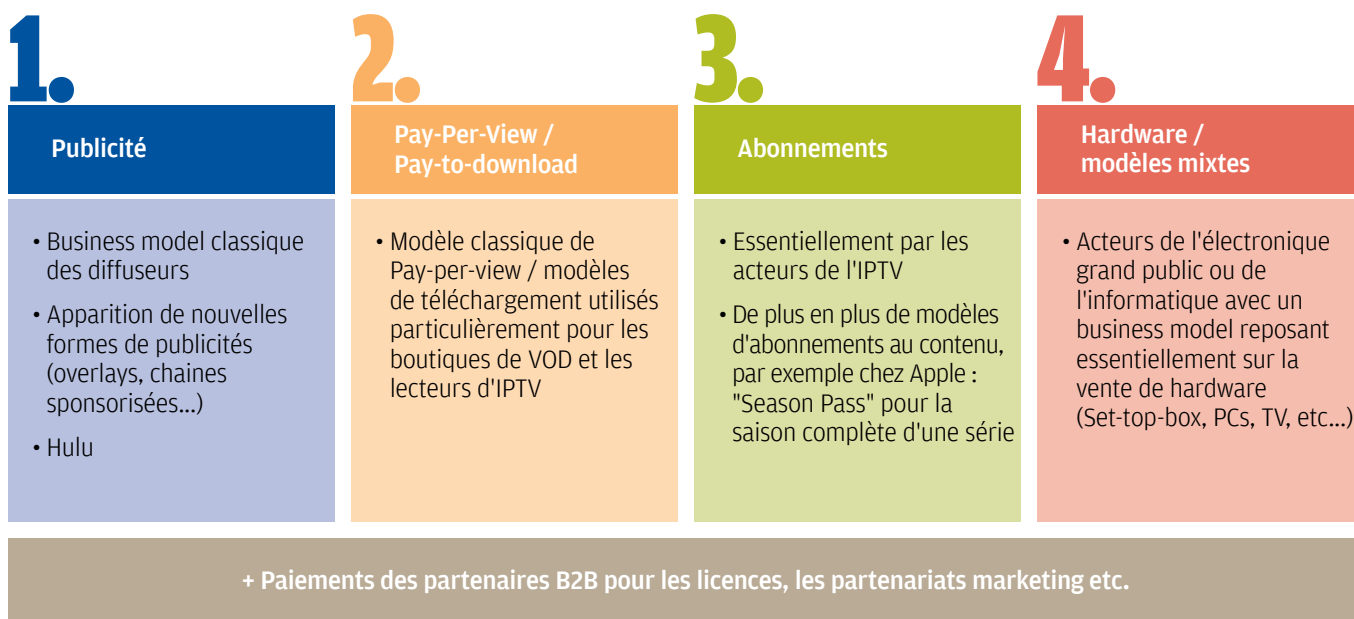 1.
Publicité
• Business model classique
des diffuseurs
• Apparition de nouvelles
formes de publicités
(overlays, chaines
sponsorisées...)
• Hulu
2.
Pay-Per-View /
Pay-to-download
• Modèle classique de
Pay-per-view / modèles
de téléchargement utilisés
particulièrement pour les
boutiques de VOD et les
lecteurs d'IPTV
3.
Abonnements
• Essentiellement par les
acteurs de l'IPTV
• De plus en plus de modèles
d'abonnements au contenu,
par exemple chez Apple :
"Season Pass" pour la
saison complète d'une série
4.
Hardware /
modèles mixtes
• Acteurs de l'électronique
grand public ou de
l'informatique avec un
business model reposant
essentiellement sur la
vente de hardware
(Set-top-box, PCs, TV, etc...)
+ Paiements des partenaires B2B pour les licences, les partenariats marketing etc.